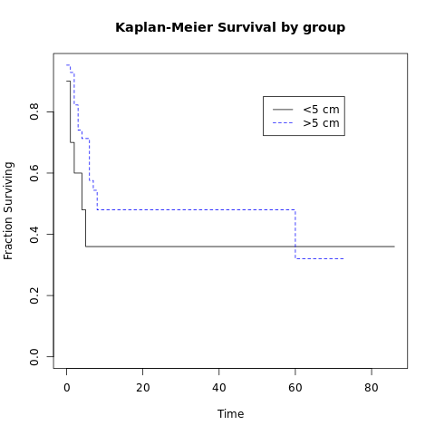 Kaplan-Meier Survival by group
<5 cm
>5 cm
Fraction Surviving
0.8
0.6
0.4
0.2
0.0
0 20 40 60 80
Time